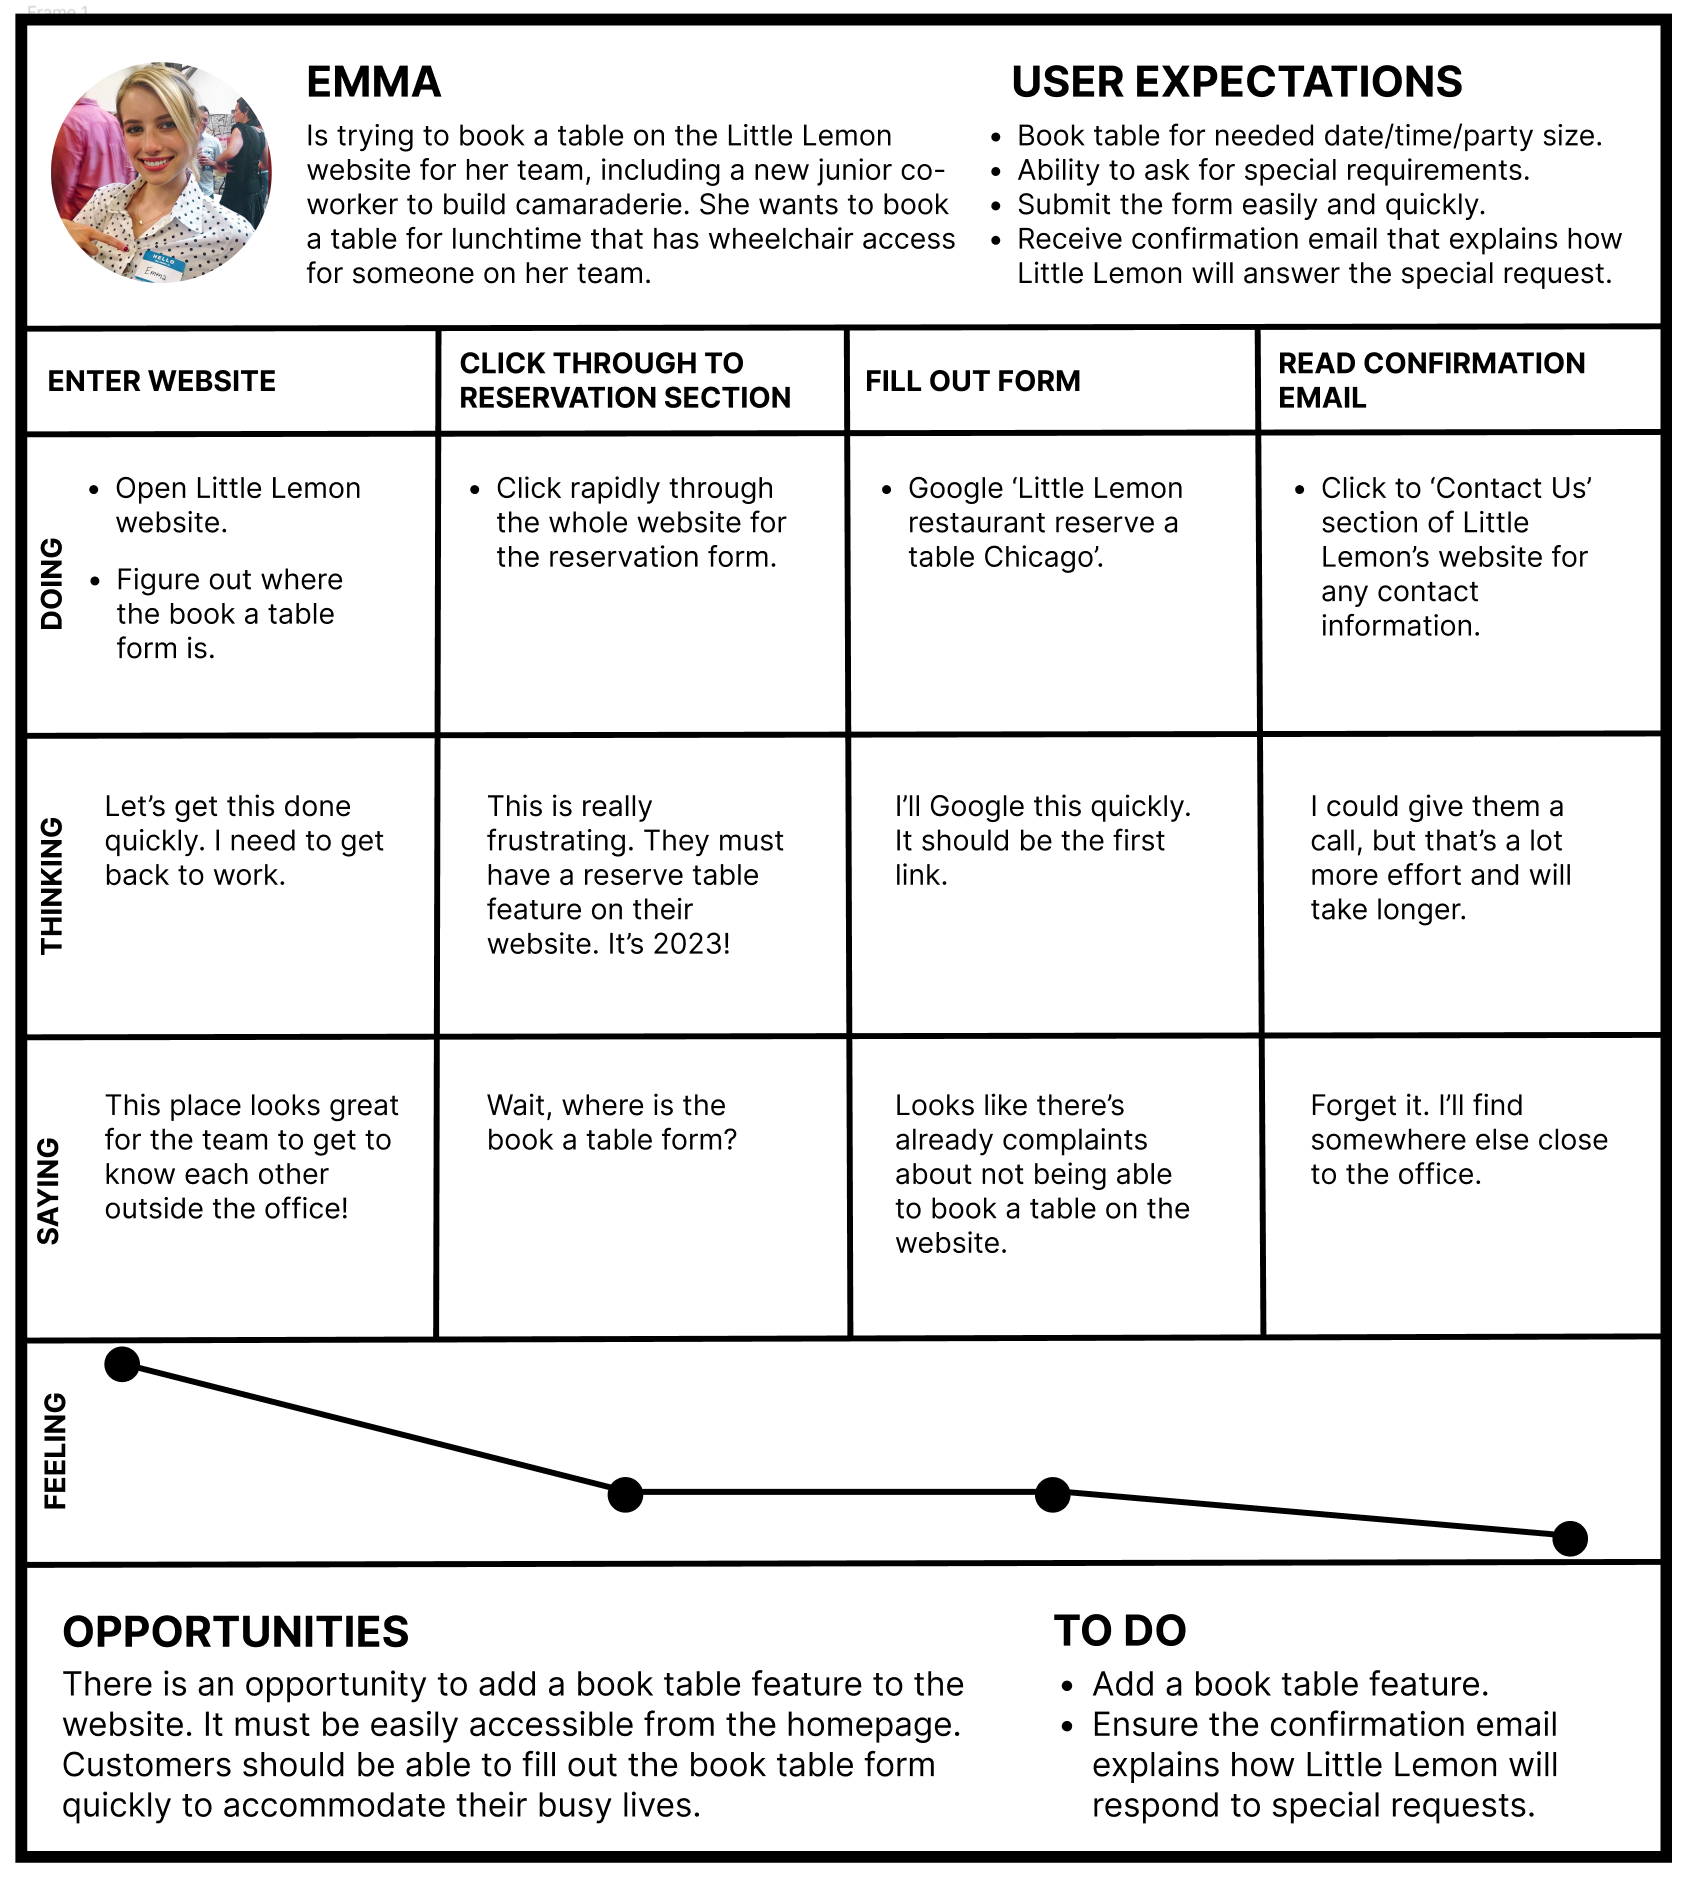 Frame 1
EMMA
Is trying to book a table on the Little Lemon
website for her team, including a new junior co-
worker to build camaraderie. She wants to book
a table for lunchtime that has wheelchair access
for someone on her team.
HELLO
Emma
USER EXPECTATIONS
• Book table for needed date/time/party size.
• Ability to ask for special requirements.
• Submit the form easily and quickly.
• Receive confirmation email that explains how
Little Lemon will answer the special request.
ENTER WEBSITE
CLICK THROUGH TO
RESERVATION SECTION
FILL OUT FORM
READ CONFIRMATION
EMAIL
DOING
• Open Little Lemon
website.
• Figure out where
the book a table
form is.
• Click rapidly through
the whole website for
the reservation form.
• Google ‘Little Lemon
restaurant reserve a
table Chicago’.
• Click to ‘Contact Us’
section of Little
Lemon’s website for
any contact
information.
THINKING
Let’s get this done
quickly. I need to get
back to work.
This is really
frustrating. They must
have a reserve table
feature on their
website. It’s 2023!
I’ll Google this quickly.
It should be the first
link.
I could give them a
call, but that’s a lot
more effort and will
take longer.
SAYING
This place looks great
for the team to get to
know each other
outside the office!
Wait, where is the
book a table form?
Looks like there’s
already complaints
about not being able
to book a table on the
website.
Forget it. I’ll find
somewhere else close
to the office.
FEELING
OPPORTUNITIES
There is an opportunity to add a book table feature to the
website. It must be easily accessible from the homepage.
Customers should be able to fill out the book table form
quickly to accommodate their busy lives.
TO DO
• Add a book table feature.
• Ensure the confirmation email
explains how Little Lemon will
respond to special requests.